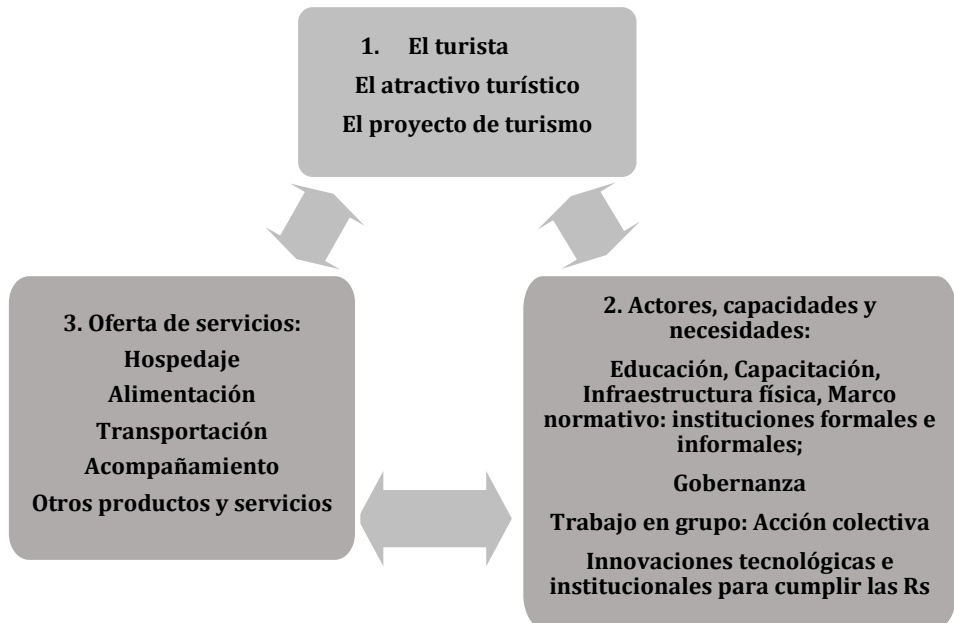 1. El turista
El atractivo turístico
El proyecto de turismo
3. Oferta de servicios:
Hospedaje
Alimentación
Transportación
Acompañamiento
Otros productos y servicios
2. Actores, capacidades y
necesidades:
Educación, Capacitación,
Infraestructura física, Marco
normativo: instituciones formales e
informales;
Gobernanza
Trabajo en grupo: Acción colectiva
Innovaciones tecnológicas e
institucionales para cumplir las Rs